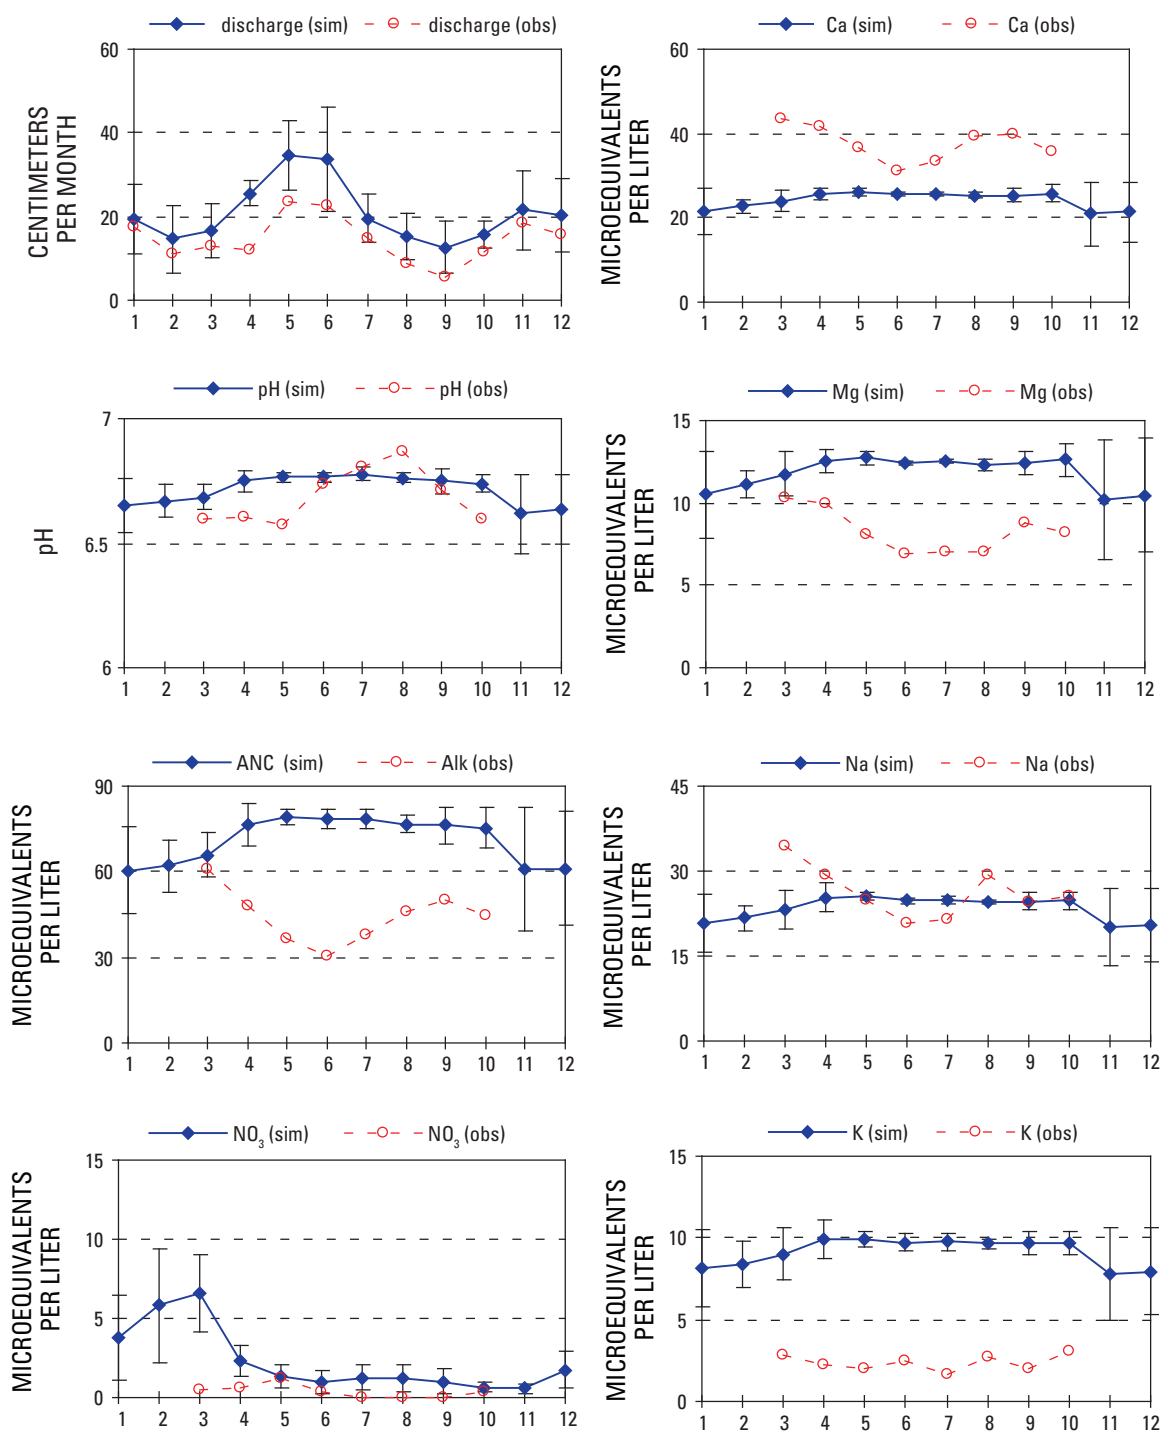 discharge (sim) discharge (obs)
60
40
20
0
CENTIMETERS
PER MONTH
1 2 3 4 5 6 7 8 9 10 11 12
Ca (sim) Ca (obs)
60
40
20
0
MICROEQUIVALENTS
PER LITER
1 2 3 4 5 6 7 8 9 10 11 12
pH (sim) pH (obs)
7
6.5
6
pH
1 2 3 4 5 6 7 8 9 10 11 12
Mg (sim) Mg (obs)
15
10
5
0
MICROEQUIVALENTS
PER LITER
1 2 3 4 5 6 7 8 9 10 11 12
ANC (sim) Alk (obs)
90
60
30
0
MICROEQUIVALENTS
PER LITER
1 2 3 4 5 6 7 8 9 10 11 12
Na (sim) Na (obs)
45
30
15
0
MICROEQUIVALENTS
PER LITER
1 2 3 4 5 6 7 8 9 10 11 12
NO₃ (sim) NO₃ (obs)
15
10
5
0
MICROEQUIVALENTS
PER LITER
1 2 3 4 5 6 7 8 9 10 11 12
K (sim) K (obs)
15
10
5
0
MICROEQUIVALENTS
PER LITER
1 2 3 4 5 6 7 8 9 10 11 12